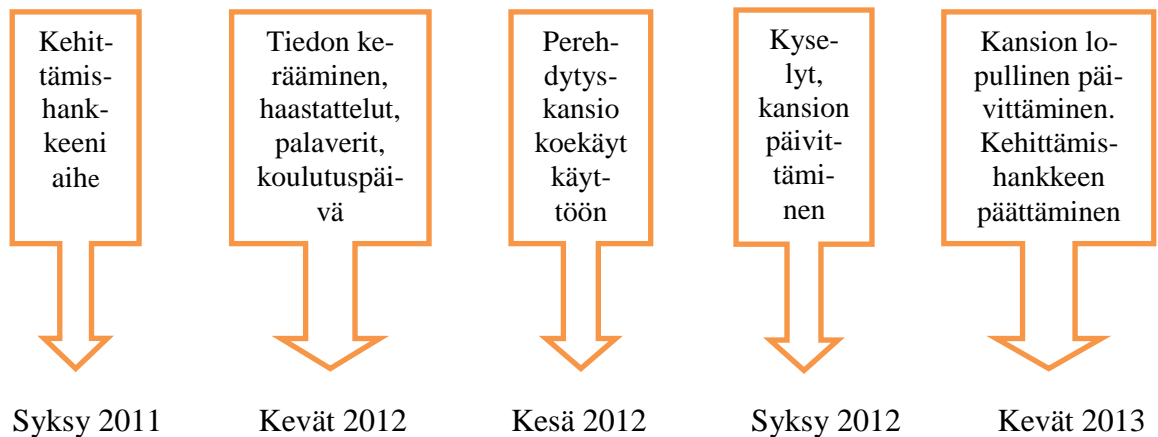 Kehit-
tämis-
hank-
keeni
aihe
Tiedon ke-
rääminen,
haastattelut,
palaverit,
koulutuspäi-
vä
Pereh-
dytys-
kansio
koekäyt
käyt-
töön
Kyse-
lyt,
kansion
päivit-
tämi-
nen
Kansion lo-
pullinen päi-
vittäminen.
Kehittämis-
hankkeen
päättäminen
Syksy 2011
Kevät 2012
Kesä 2012
Syksy 2012
Kevät 2013